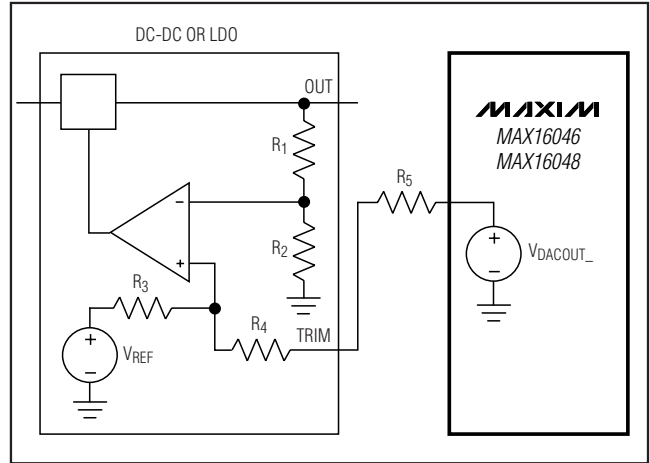 DC-DC OR LDO
OUT
R1
R2
R3
VREF
R4
TRIM
R5
MAXIM
MAX16046
MAX16048
VDACOUT_
+
−
+
−
−
+